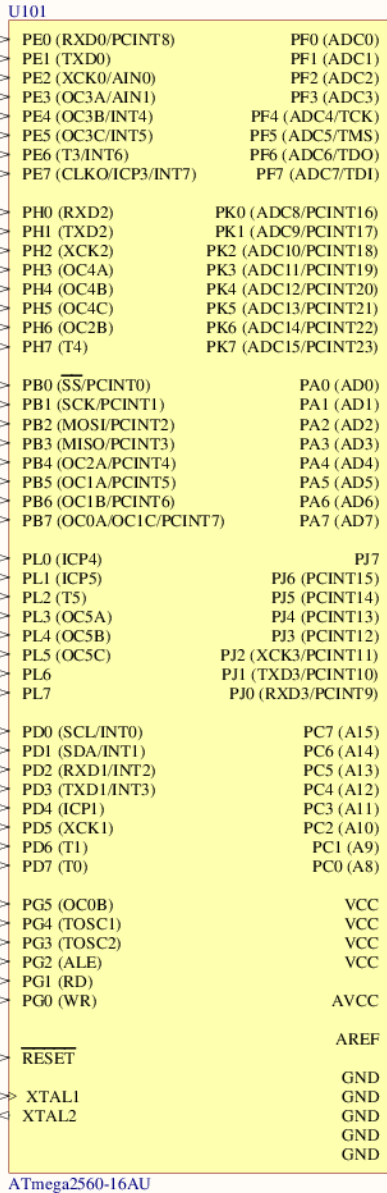 U101
PE0 (RXD0/PCINT8) PF0 (ADC0)
PE1 (TXD0) PF1 (ADC1)
PE2 (XCK0/AIN0) PF2 (ADC2)
PE3 (OC3A/AIN1) PF3 (ADC3)
PE4 (OC3B/INT4) PF4 (ADC4/TCK)
PE5 (OC3C/INT5) PF5 (ADC5/TMS)
PE6 (T3/INT6) PF6 (ADC6/TDO)
PE7 (CLKO/ICP3/INT7) PF7 (ADC7/TDI)
PH0 (RXD2) PK0 (ADC8/PCINT16)
PH1 (TXD2) PK1 (ADC9/PCINT17)
PH2 (XCK2) PK2 (ADC10/PCINT18)
PH3 (OC4A) PK3 (ADC11/PCINT19)
PH4 (OC4B) PK4 (ADC12/PCINT20)
PH5 (OC4C) PK5 (ADC13/PCINT21)
PH6 (OC2B) PK6 (ADC14/PCINT22)
PH7 (T4) PK7 (ADC15/PCINT23)
PB0 (SS/PCINT0) PA0 (AD0)
PB1 (SCK/PCINT1) PA1 (AD1)
PB2 (MOSI/PCINT2) PA2 (AD2)
PB3 (MISO/PCINT3) PA3 (AD3)
PB4 (OC2A/PCINT4) PA4 (AD4)
PB5 (OC1A/PCINT5) PA5 (AD5)
PB6 (OC1B/PCINT6) PA6 (AD6)
PB7 (OC0A/OC1C/PCINT7) PA7 (AD7)
PL0 (ICP4) PJ7
PL1 (ICP5) PJ6 (PCINT15)
PL2 (T5) PJ5 (PCINT14)
PL3 (OC5A) PJ4 (PCINT13)
PL4 (OC5B) PJ3 (PCINT12)
PL5 (OC5C) PJ2 (XCK3/PCINT11)
PL6 PJ1 (TXD3/PCINT10)
PL7 PJ0 (RXD3/PCINT9)
PD0 (SCL/INT0) PC7 (A15)
PD1 (SDA/INT1) PC6 (A14)
PD2 (RXD1/INT2) PC5 (A13)
PD3 (TXD1/INT3) PC4 (A12)
PD4 (ICP1) PC3 (A11)
PD5 (XCK1) PC2 (A10)
PD6 (T1) PC1 (A9)
PD7 (T0) PC0 (A8)
PG5 (OC0B) VCC
PG4 (TOSC1) VCC
PG3 (TOSC2) VCC
PG2 (ALE) VCC
PG1 (RD)
PG0 (WR) AVCC
AREF
RESET
GND
XTAL1 GND
XTAL2 GND
GND
GND
ATmega2560-16AU